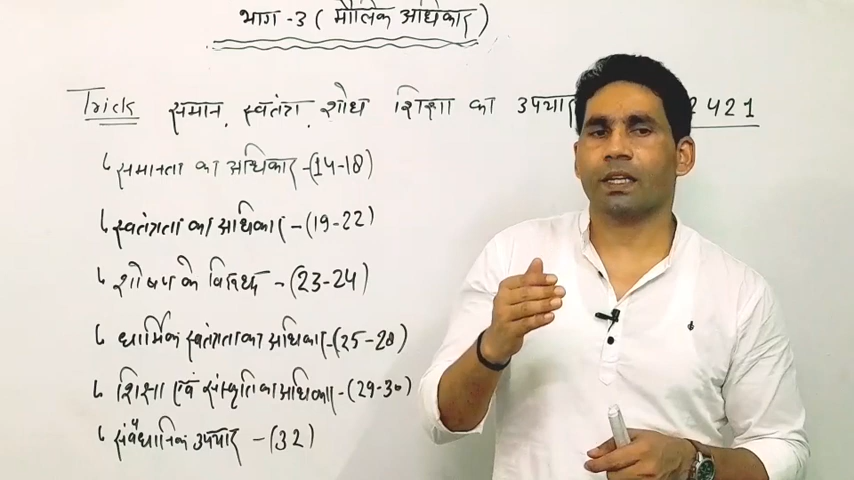 भाग -3 ( मौलिक अधिकार )
Trick समान, स्वतंत्रा, शोध शिक्षा का उपचार 2421
समानता का अधिकार -(14-18)
स्वतंत्रता का अधिकार -(19-22)
शोषण के विरूध्द -(23-24)
धार्मिक स्वतंत्रता का अधिकार -(25-28)
शिक्षा एवं संस्कृति का अधिकार -(29-30)
संवैधानिक उपचार -(32)